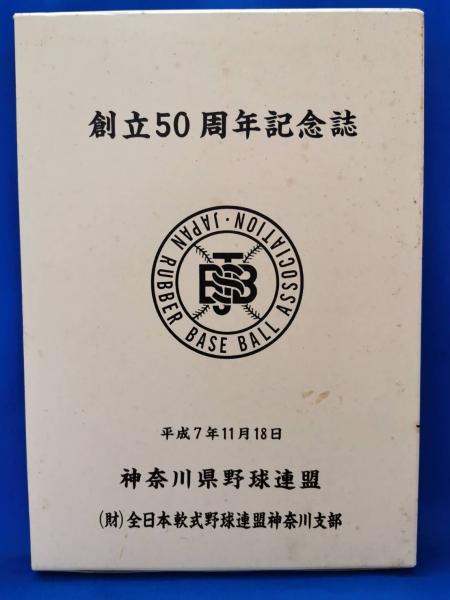 創立50周年記念誌
JAPAN RUBBER BASE BALL ASSOCIATION・
JSBB
平成7年11月18日
神奈川県野球連盟
(財)全日本軟式野球連盟神奈川支部